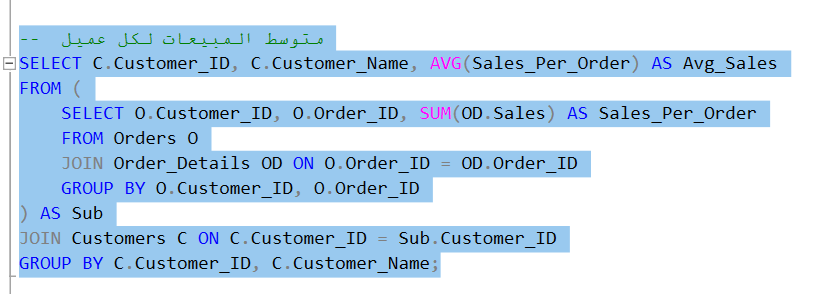 -- متوسط المبيعات لكل عميل
SELECT C.Customer_ID, C.Customer_Name, AVG(Sales_Per_Order) AS Avg_Sales
FROM (
    SELECT O.Customer_ID, O.Order_ID, SUM(OD.Sales) AS Sales_Per_Order
    FROM Orders O
    JOIN Order_Details OD ON O.Order_ID = OD.Order_ID
    GROUP BY O.Customer_ID, O.Order_ID
) AS Sub
JOIN Customers C ON C.Customer_ID = Sub.Customer_ID
GROUP BY C.Customer_ID, C.Customer_Name;